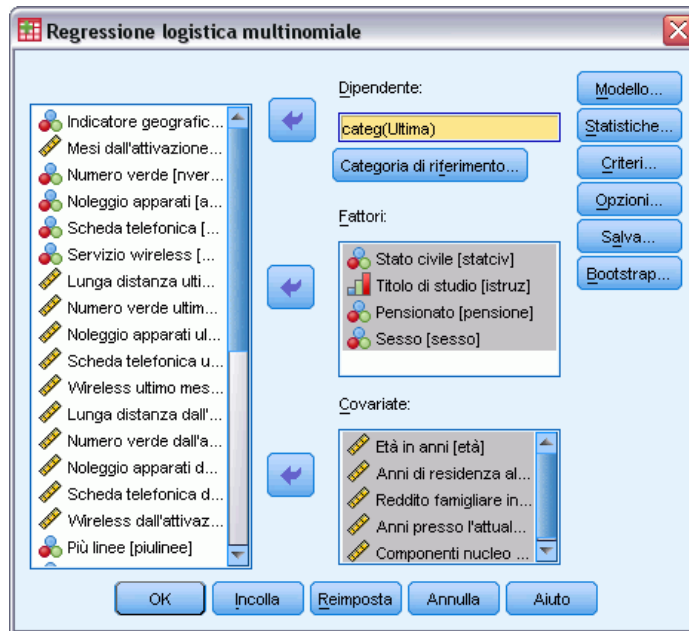 Regressione logistica multinomiale
Indicatore geografic...
Mesi dall'attivazione...
Numero verde [nver...
Noleggio apparati [a...
Scheda telefonica [...
Servizio wireless [...
Lunga distanza ulti...
Numero verde ultim...
Noleggio apparati ul...
Scheda telefonica u...
Wireless ultimo mes...
Lunga distanza dall'...
Numero verde dall'a...
Noleggio apparati d...
Scheda telefonica d...
Wireless dall'attivaz...
Più linee [piulinee]
Dipendente:
categ(Ultima)
Categoria di riferimento...
Fattori:
Stato civile [statciv]
Titolo di studio [istruz]
Pensionato [pensione]
Sesso [sesso]
Covariate:
Età in anni [età]
Anni di residenza al...
Reddito famigliare in...
Anni presso l'attual...
Componenti nucleo ...
Modello...
Statistiche...
Criteri...
Opzioni...
Salva...
Bootstrap...
OK
Incolla
Reimposta
Annulla
Aiuto